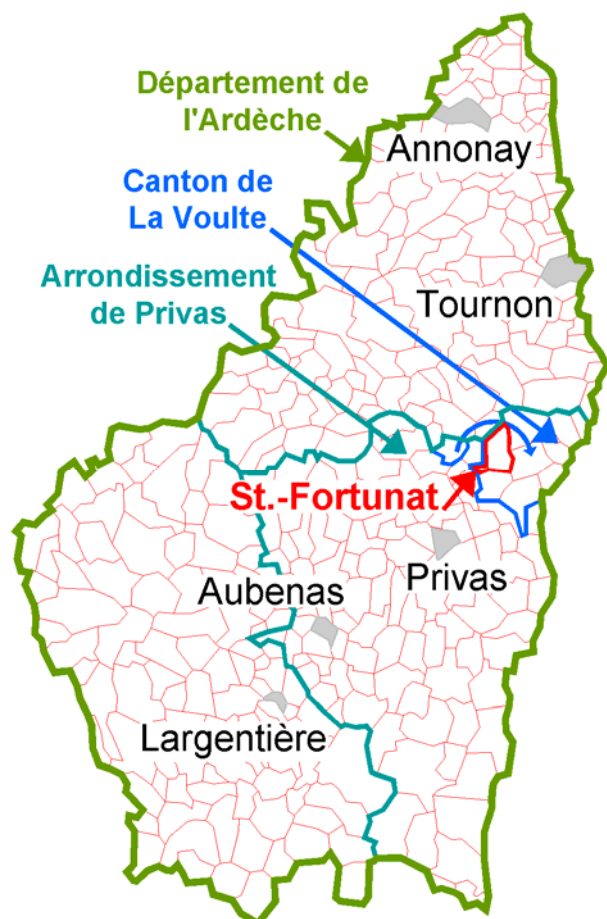 Département de
l'Ardèche
Annonay
Canton de
La Voulte
Arrondissement
de Privas
Tournon
St.-Fortunat
Privas
Aubenas
Largentière